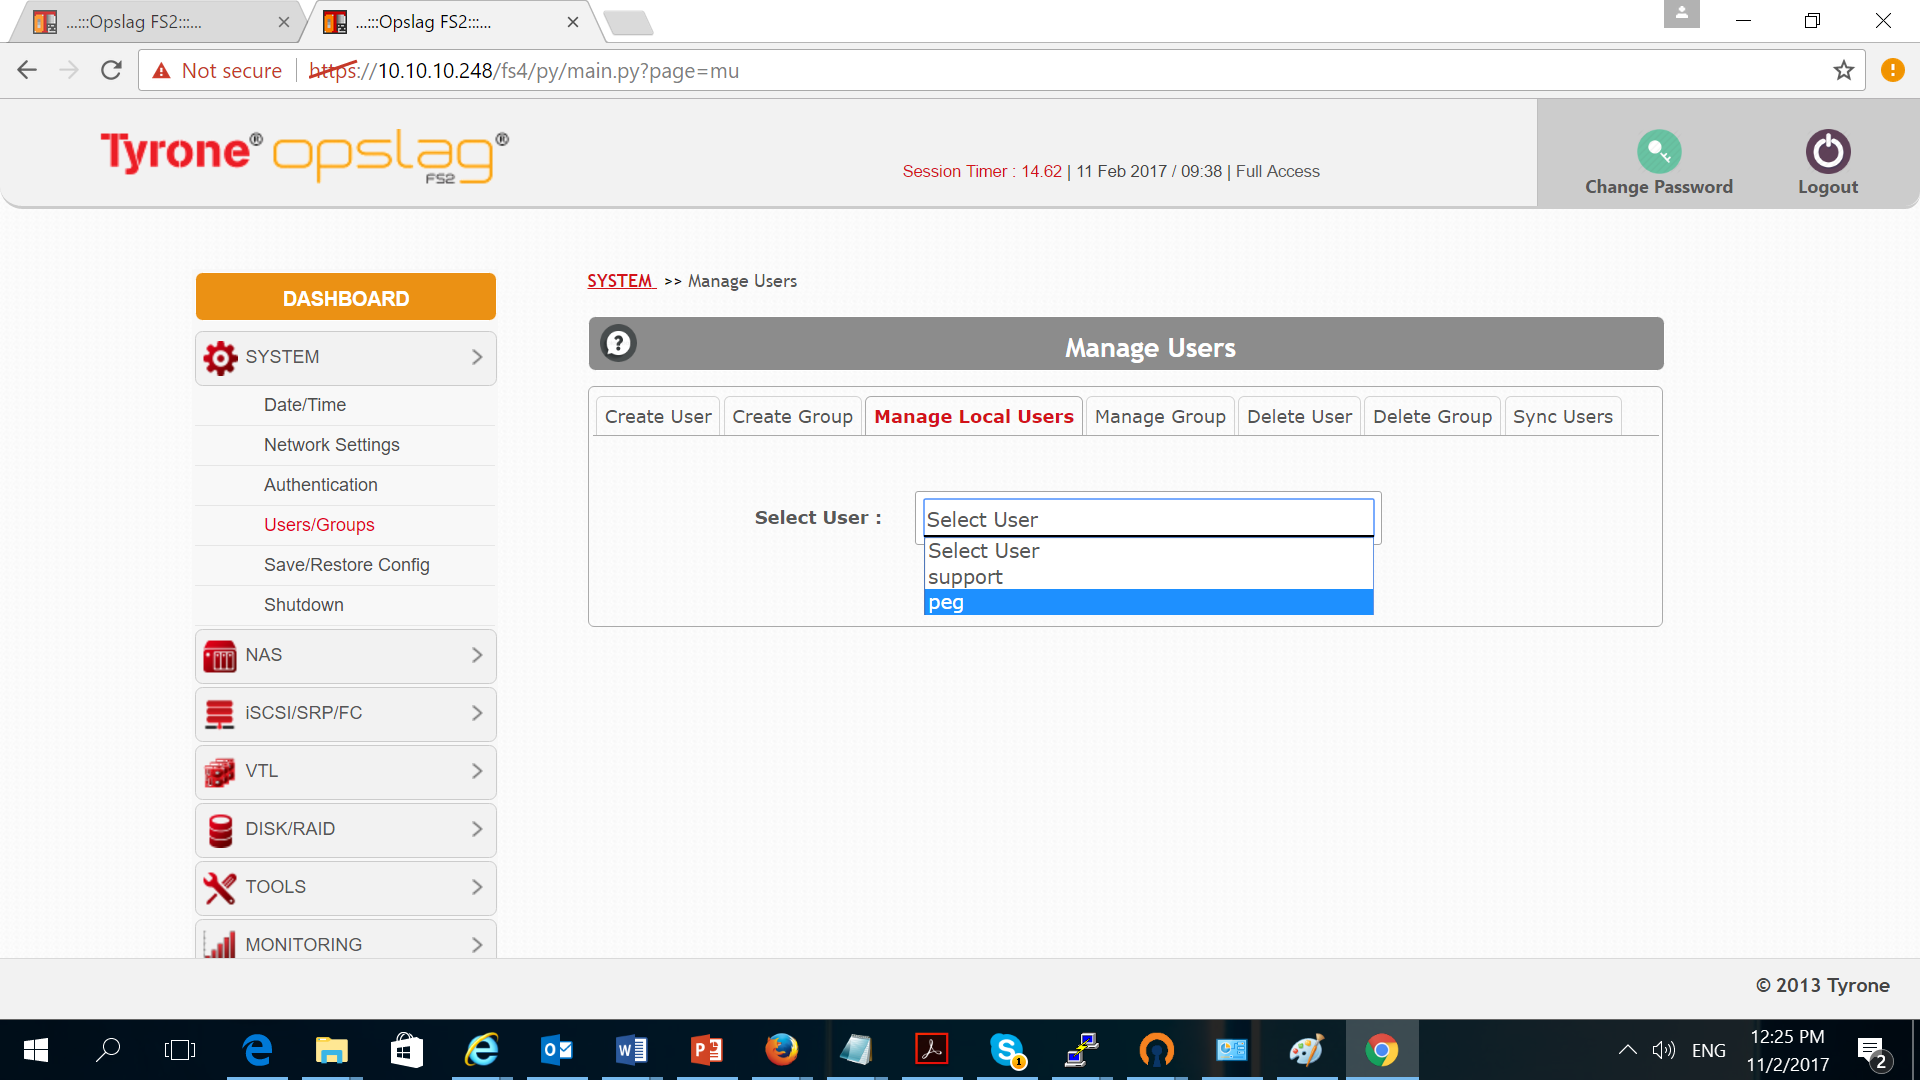 ...:::Opslag FS2:::...
...:::Opslag FS2:::...
Not secure https://10.10.10.248/fs4/py/main.py?page=mu
Tyrone® opslag®
FS2
Session Timer : 14.62 | 11 Feb 2017 / 09:38 | Full Access
Change Password
Logout
DASHBOARD
SYSTEM
Date/Time
Network Settings
Authentication
Users/Groups
Save/Restore Config
Shutdown
NAS
iSCSI/SRP/FC
VTL
DISK/RAID
TOOLS
MONITORING
SYSTEM >> Manage Users
? Manage Users
Create User
Create Group
Manage Local Users
Manage Group
Delete User
Delete Group
Sync Users
Select User :
Select User
Select User
support
peg
© 2013 Tyrone
ENG
12:25 PM
11/2/2017
2
1